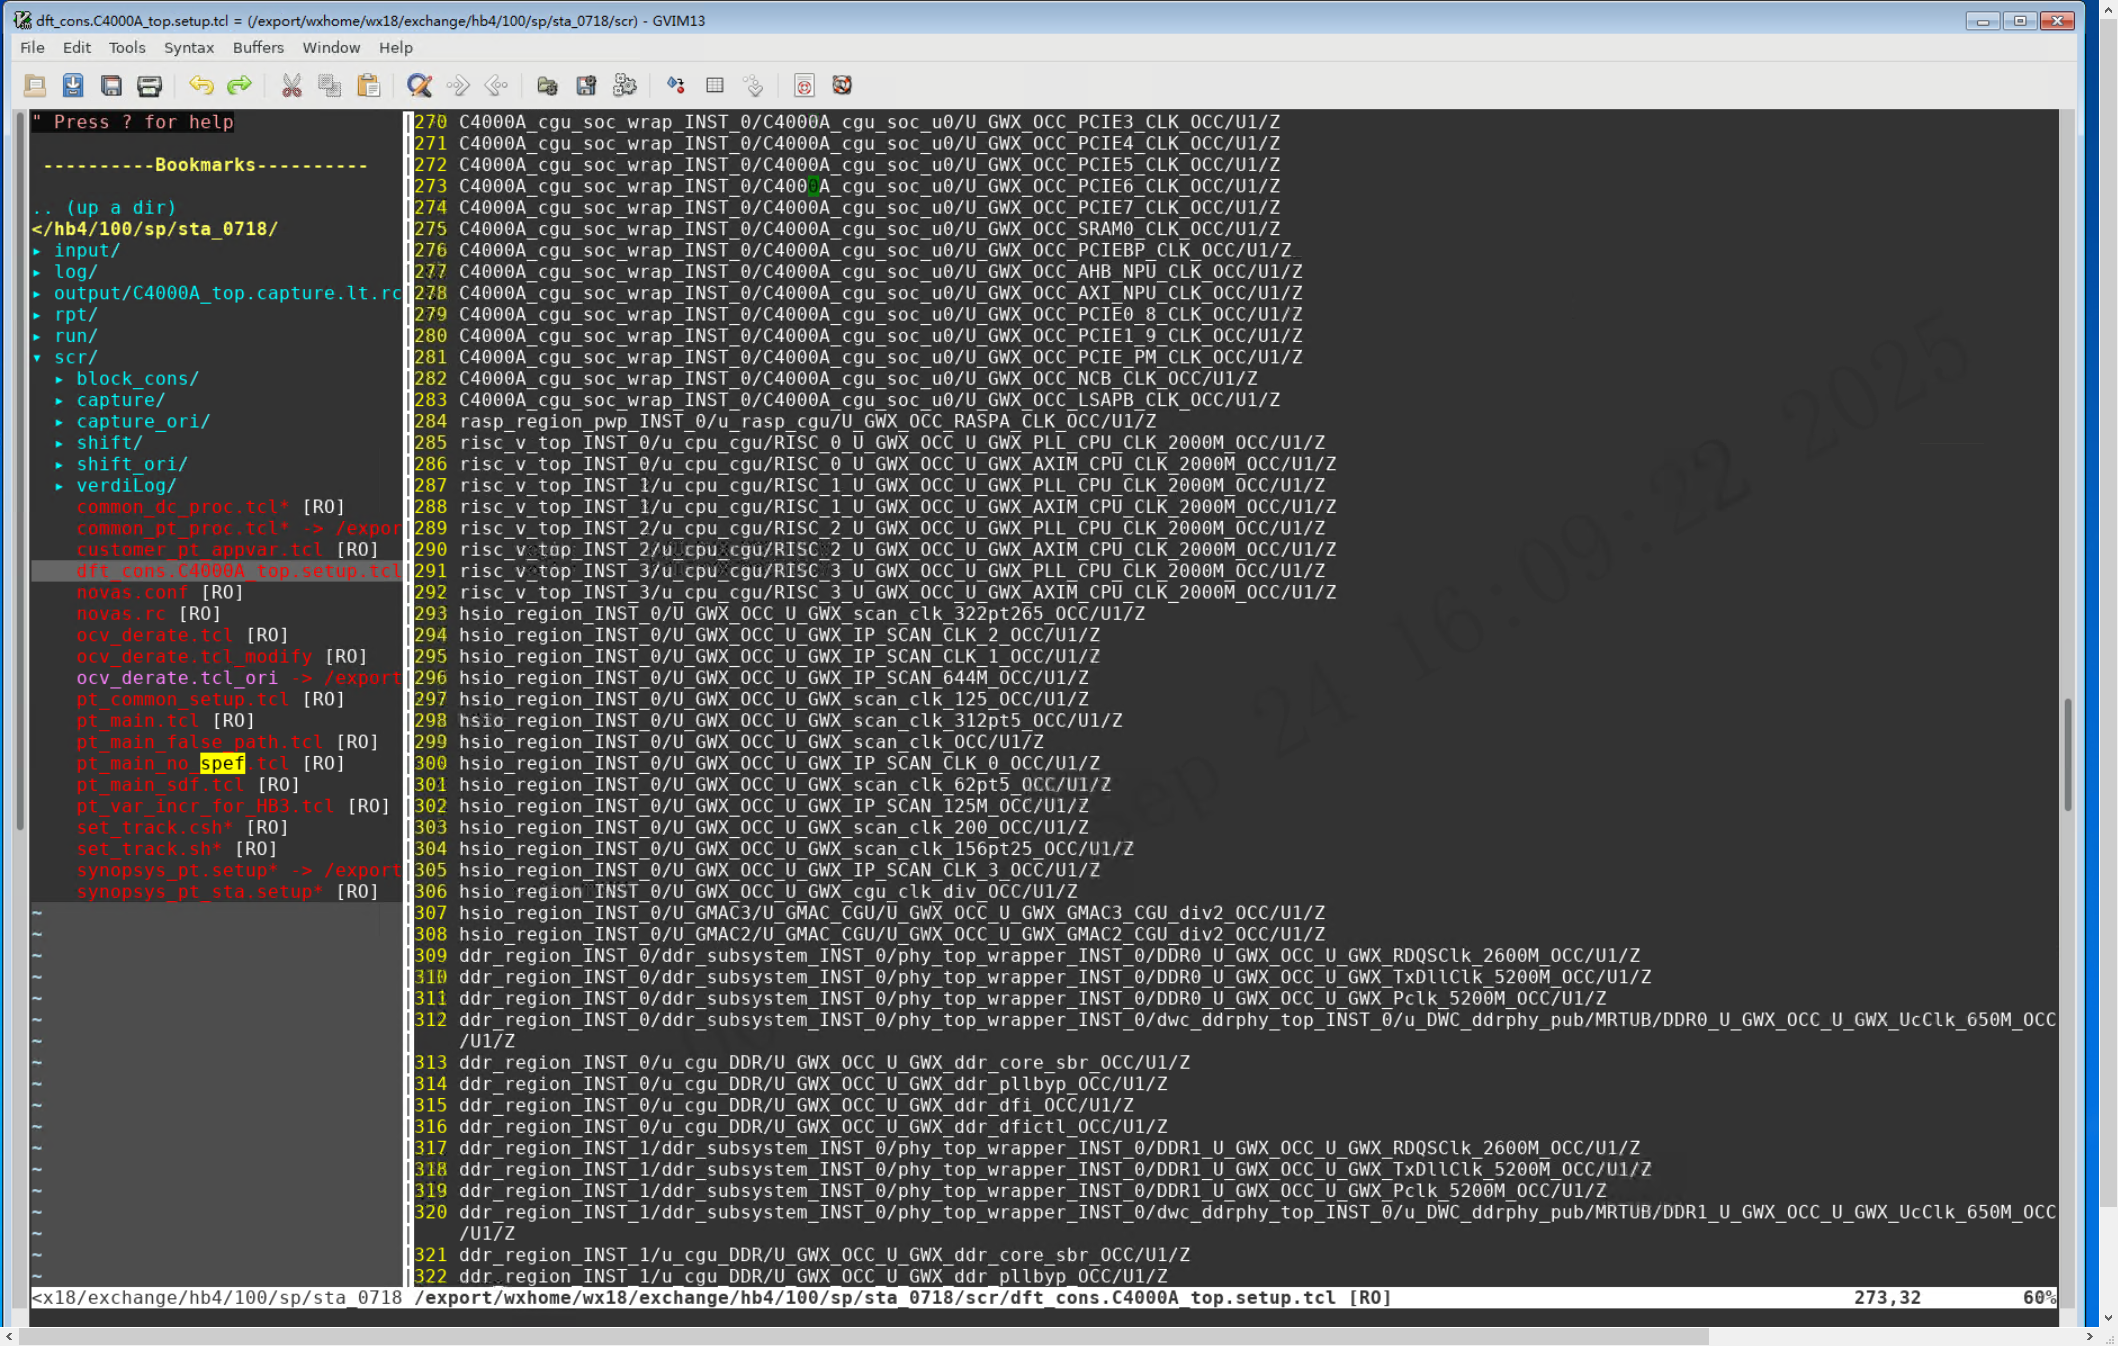 dft_cons.C4000A_top.setup.tcl = (/export/wxhome/wx18/exchange/hb4/100/sp/sta_0718/scr) - GVIM13
File Edit Tools Syntax Buffers Window Help
" Press ? for help
----------Bookmarks----------
.. (up a dir)
</hb4/100/sp/sta_0718/
▸ input/
▸ log/
▸ output/C4000A_top.capture.lt.rc
▸ rpt/
▸ run/
▾ scr/
▸ block_cons/
▸ capture/
▸ capture_ori/
▸ shift/
▸ shift_ori/
▸ verdiLog/
common_dc_proc.tcl* [RO]
common_pt_proc.tcl* -> /expor
customer_pt_appvar.tcl [RO]
dft_cons.C4000A_top.setup.tcl
novas.conf [RO]
novas.rc [RO]
ocv_derate.tcl [RO]
ocv_derate.tcl_modify [RO]
ocv_derate.tcl_ori -> /export
pt_common_setup.tcl [RO]
pt_main.tcl [RO]
pt_main_false_path.tcl [RO]
pt_main_no_spef.tcl [RO]
pt_main_sdf.tcl [RO]
pt_var_incr_for_HB3.tcl [RO]
set_track.csh* [RO]
set_track.sh* [RO]
synopsys_pt.setup* -> /export
synopsys_pt_sta.setup* [RO]
270 C4000A_cgu_soc_wrap_INST_0/C4000A_cgu_soc_u0/U_GWX_OCC_PCIE3_CLK_OCC/U1/Z
271 C4000A_cgu_soc_wrap_INST_0/C4000A_cgu_soc_u0/U_GWX_OCC_PCIE4_CLK_OCC/U1/Z
272 C4000A_cgu_soc_wrap_INST_0/C4000A_cgu_soc_u0/U_GWX_OCC_PCIE5_CLK_OCC/U1/Z
273 C4000A_cgu_soc_wrap_INST_0/C4000A_cgu_soc_u0/U_GWX_OCC_PCIE6_CLK_OCC/U1/Z
274 C4000A_cgu_soc_wrap_INST_0/C4000A_cgu_soc_u0/U_GWX_OCC_PCIE7_CLK_OCC/U1/Z
275 C4000A_cgu_soc_wrap_INST_0/C4000A_cgu_soc_u0/U_GWX_OCC_SRAM0_CLK_OCC/U1/Z
276 C4000A_cgu_soc_wrap_INST_0/C4000A_cgu_soc_u0/U_GWX_OCC_PCIEBP_CLK_OCC/U1/Z
277 C4000A_cgu_soc_wrap_INST_0/C4000A_cgu_soc_u0/U_GWX_OCC_AHB_NPU_CLK_OCC/U1/Z
278 C4000A_cgu_soc_wrap_INST_0/C4000A_cgu_soc_u0/U_GWX_OCC_AXI_NPU_CLK_OCC/U1/Z
279 C4000A_cgu_soc_wrap_INST_0/C4000A_cgu_soc_u0/U_GWX_OCC_PCIE0_8_CLK_OCC/U1/Z
280 C4000A_cgu_soc_wrap_INST_0/C4000A_cgu_soc_u0/U_GWX_OCC_PCIE1_9_CLK_OCC/U1/Z
281 C4000A_cgu_soc_wrap_INST_0/C4000A_cgu_soc_u0/U_GWX_OCC_PCIE_PM_CLK_OCC/U1/Z
282 C4000A_cgu_soc_wrap_INST_0/C4000A_cgu_soc_u0/U_GWX_OCC_NCB_CLK_OCC/U1/Z
283 C4000A_cgu_soc_wrap_INST_0/C4000A_cgu_soc_u0/U_GWX_OCC_LSAPB_CLK_OCC/U1/Z
284 rasp_region_pwp_INST_0/u_rasp_cgu/U_GWX_OCC_RASPA_CLK_OCC/U1/Z
285 risc_v_top_INST_0/u_cpu_cgu/RISC_0_U_GWX_OCC_U_GWX_PLL_CPU_CLK_2000M_OCC/U1/Z
286 risc_v_top_INST_0/u_cpu_cgu/RISC_0_U_GWX_OCC_U_GWX_AXIM_CPU_CLK_2000M_OCC/U1/Z
287 risc_v_top_INST_1/u_cpu_cgu/RISC_1_U_GWX_OCC_U_GWX_PLL_CPU_CLK_2000M_OCC/U1/Z
288 risc_v_top_INST_1/u_cpu_cgu/RISC_1_U_GWX_OCC_U_GWX_AXIM_CPU_CLK_2000M_OCC/U1/Z
289 risc_v_top_INST_2/u_cpu_cgu/RISC_2_U_GWX_OCC_U_GWX_PLL_CPU_CLK_2000M_OCC/U1/Z
290 risc_v_top_INST_2/u_cpu_cgu/RISC_2_U_GWX_OCC_U_GWX_AXIM_CPU_CLK_2000M_OCC/U1/Z
291 risc_v_top_INST_3/u_cpu_cgu/RISC_3_U_GWX_OCC_U_GWX_PLL_CPU_CLK_2000M_OCC/U1/Z
292 risc_v_top_INST_3/u_cpu_cgu/RISC_3_U_GWX_OCC_U_GWX_AXIM_CPU_CLK_2000M_OCC/U1/Z
293 hsio_region_INST_0/U_GWX_OCC_U_GWX_scan_clk_322pt265_OCC/U1/Z
294 hsio_region_INST_0/U_GWX_OCC_U_GWX_IP_SCAN_CLK_2_OCC/U1/Z
295 hsio_region_INST_0/U_GWX_OCC_U_GWX_IP_SCAN_CLK_1_OCC/U1/Z
296 hsio_region_INST_0/U_GWX_OCC_U_GWX_IP_SCAN_644M_OCC/U1/Z
297 hsio_region_INST_0/U_GWX_OCC_U_GWX_scan_clk_125_OCC/U1/Z
298 hsio_region_INST_0/U_GWX_OCC_U_GWX_scan_clk_312pt5_OCC/U1/Z
299 hsio_region_INST_0/U_GWX_OCC_U_GWX_scan_clk_OCC/U1/Z
300 hsio_region_INST_0/U_GWX_OCC_U_GWX_IP_SCAN_CLK_0_OCC/U1/Z
301 hsio_region_INST_0/U_GWX_OCC_U_GWX_scan_clk_62pt5_OCC/U1/Z
302 hsio_region_INST_0/U_GWX_OCC_U_GWX_IP_SCAN_125M_OCC/U1/Z
303 hsio_region_INST_0/U_GWX_OCC_U_GWX_scan_clk_200_OCC/U1/Z
304 hsio_region_INST_0/U_GWX_OCC_U_GWX_scan_clk_156pt25_OCC/U1/Z
305 hsio_region_INST_0/U_GWX_OCC_U_GWX_IP_SCAN_CLK_3_OCC/U1/Z
306 hsio_region_INST_0/U_GWX_OCC_U_GWX_cgu_clk_div_OCC/U1/Z
307 hsio_region_INST_0/U_GMAC3/U_GMAC_CGU/U_GWX_OCC_U_GWX_GMAC3_CGU_div2_OCC/U1/Z
308 hsio_region_INST_0/U_GMAC2/U_GMAC_CGU/U_GWX_OCC_U_GWX_GMAC2_CGU_div2_OCC/U1/Z
309 ddr_region_INST_0/ddr_subsystem_INST_0/phy_top_wrapper_INST_0/DDR0_U_GWX_OCC_U_GWX_RDQSClk_2600M_OCC/U1/Z
310 ddr_region_INST_0/ddr_subsystem_INST_0/phy_top_wrapper_INST_0/DDR0_U_GWX_OCC_U_GWX_TxDllClk_5200M_OCC/U1/Z
311 ddr_region_INST_0/ddr_subsystem_INST_0/phy_top_wrapper_INST_0/DDR0_U_GWX_OCC_U_GWX_Pclk_5200M_OCC/U1/Z
312 ddr_region_INST_0/ddr_subsystem_INST_0/phy_top_wrapper_INST_0/dwc_ddrphy_top_INST_0/u_DWC_ddrphy_pub/MRTUB/DDR0_U_GWX_OCC_U_GWX_UcClk_650M_OCC
/U1/Z
313 ddr_region_INST_0/u_cgu_DDR/U_GWX_OCC_U_GWX_ddr_core_sbr_OCC/U1/Z
314 ddr_region_INST_0/u_cgu_DDR/U_GWX_OCC_U_GWX_ddr_pllbyp_OCC/U1/Z
315 ddr_region_INST_0/u_cgu_DDR/U_GWX_OCC_U_GWX_ddr_dfi_OCC/U1/Z
316 ddr_region_INST_0/u_cgu_DDR/U_GWX_OCC_U_GWX_ddr_dfictl_OCC/U1/Z
317 ddr_region_INST_1/ddr_subsystem_INST_0/phy_top_wrapper_INST_0/DDR1_U_GWX_OCC_U_GWX_RDQSClk_2600M_OCC/U1/Z
318 ddr_region_INST_1/ddr_subsystem_INST_0/phy_top_wrapper_INST_0/DDR1_U_GWX_OCC_U_GWX_TxDllClk_5200M_OCC/U1/Z
319 ddr_region_INST_1/ddr_subsystem_INST_0/phy_top_wrapper_INST_0/DDR1_U_GWX_OCC_U_GWX_Pclk_5200M_OCC/U1/Z
320 ddr_region_INST_1/ddr_subsystem_INST_0/phy_top_wrapper_INST_0/dwc_ddrphy_top_INST_0/u_DWC_ddrphy_pub/MRTUB/DDR1_U_GWX_OCC_U_GWX_UcClk_650M_OCC
/U1/Z
321 ddr_region_INST_1/u_cgu_DDR/U_GWX_OCC_U_GWX_ddr_core_sbr_OCC/U1/Z
322 ddr_region_INST_1/u_cgu_DDR/U_GWX_OCC_U_GWX_ddr_pllbyp_OCC/U1/Z
Sep 24 16:09:22 2025
<x18/exchange/hb4/100/sp/sta_0718 /export/wxhome/wx18/exchange/hb4/100/sp/sta_0718/scr/dft_cons.C4000A_top.setup.tcl [RO] 273,32 60%